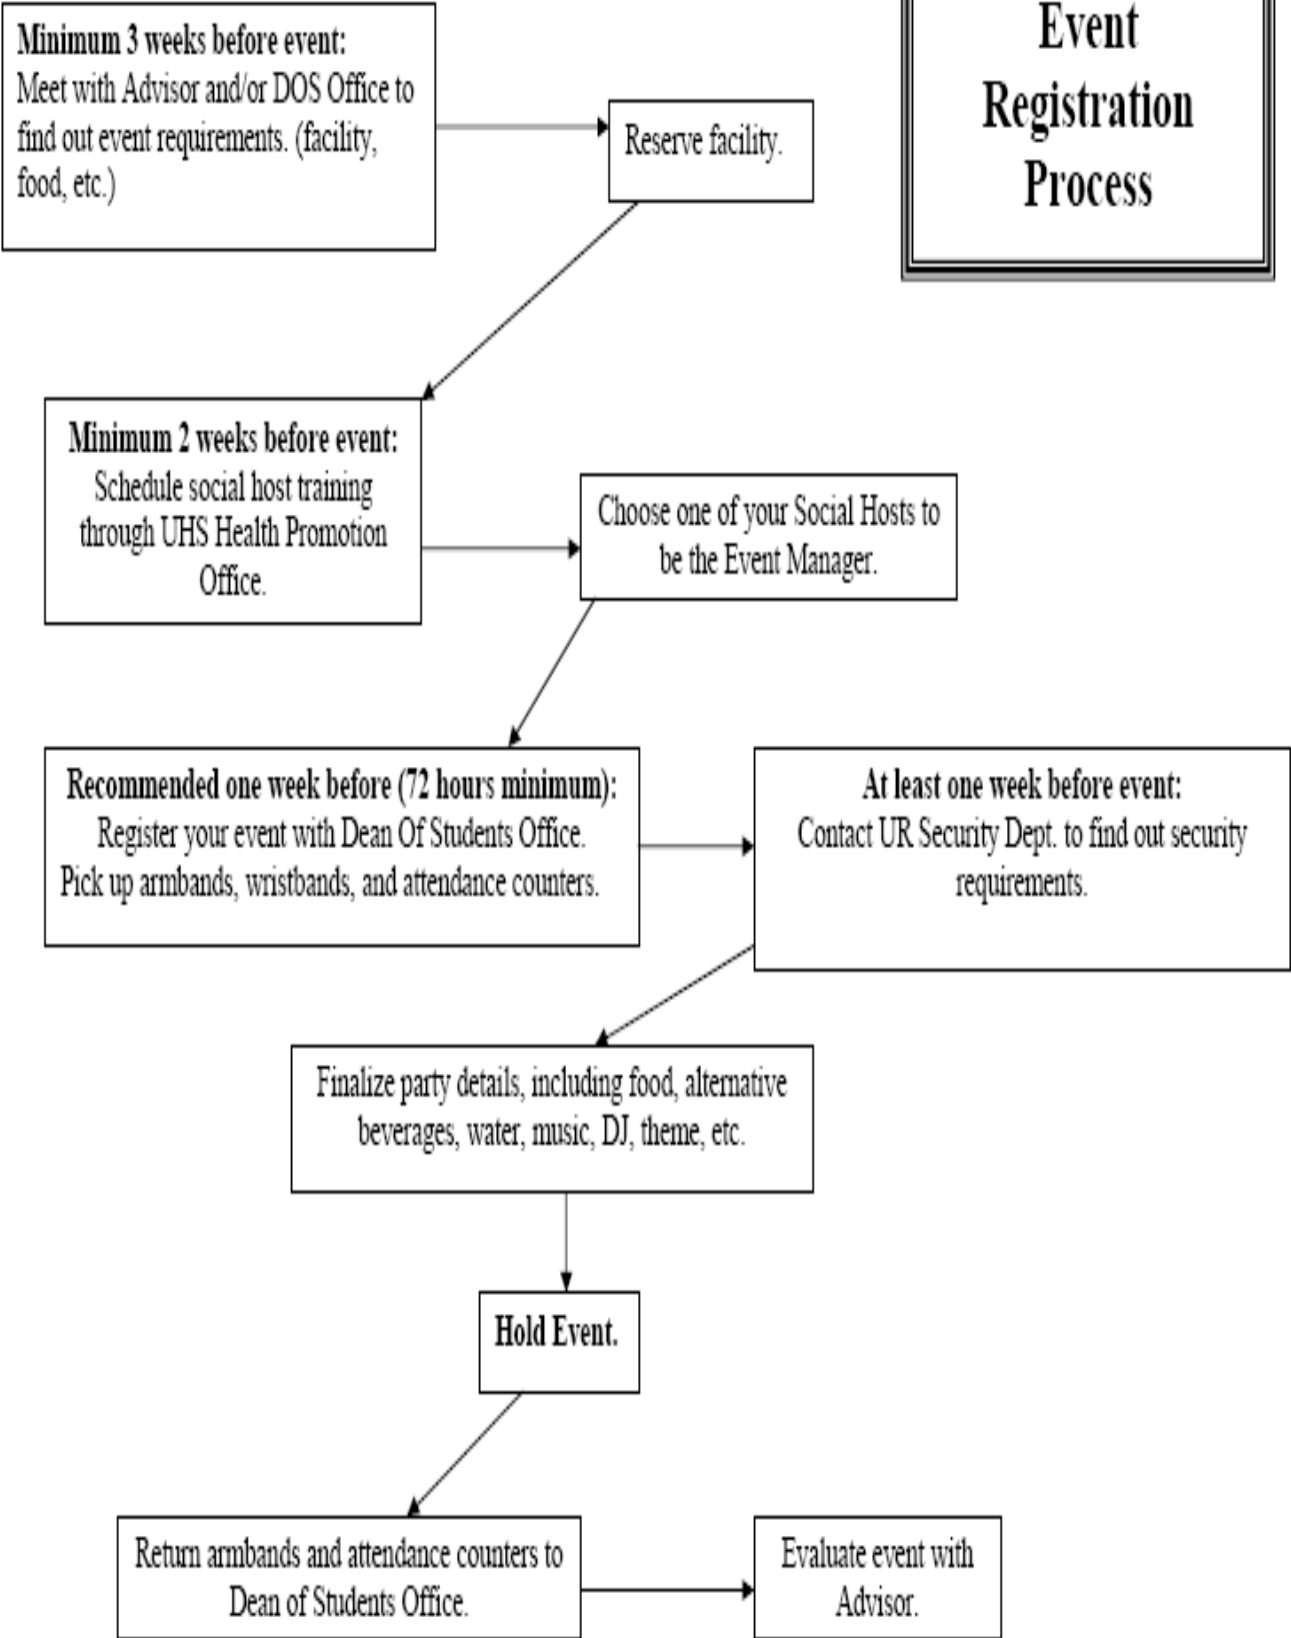 Minimum 3 weeks before event:
Meet with Advisor and/or DOS Office to
find out event requirements. (facility,
food, etc.)
Event
Registration
Process
Reserve facility.
Minimum 2 weeks before event:
Schedule social host training
through UHS Health Promotion
Office.
Choose one of your Social Hosts to
be the Event Manager.
Recommended one week before (72 hours minimum):
Register your event with Dean Of Students Office.
Pick up armbands, wristbands, and attendance counters.
At least one week before event:
Contact UR Security Dept. to find out security
requirements.
Finalize party details, including food, alternative
beverages, water, music, DJ, theme, etc.
Hold Event.
Return armbands and attendance counters to
Dean of Students Office.
Evaluate event with
Advisor.